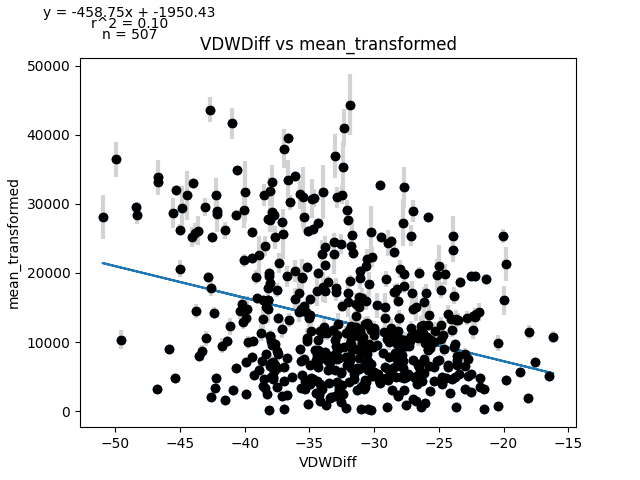 y = -458.75x + -1950.43
r^2 = 0.10
n = 507
VDWDiff vs mean_transformed
50000
40000
30000
20000
10000
0
mean_transformed
−50 −45 −40 −35 −30 −25 −20 −15
VDWDiff